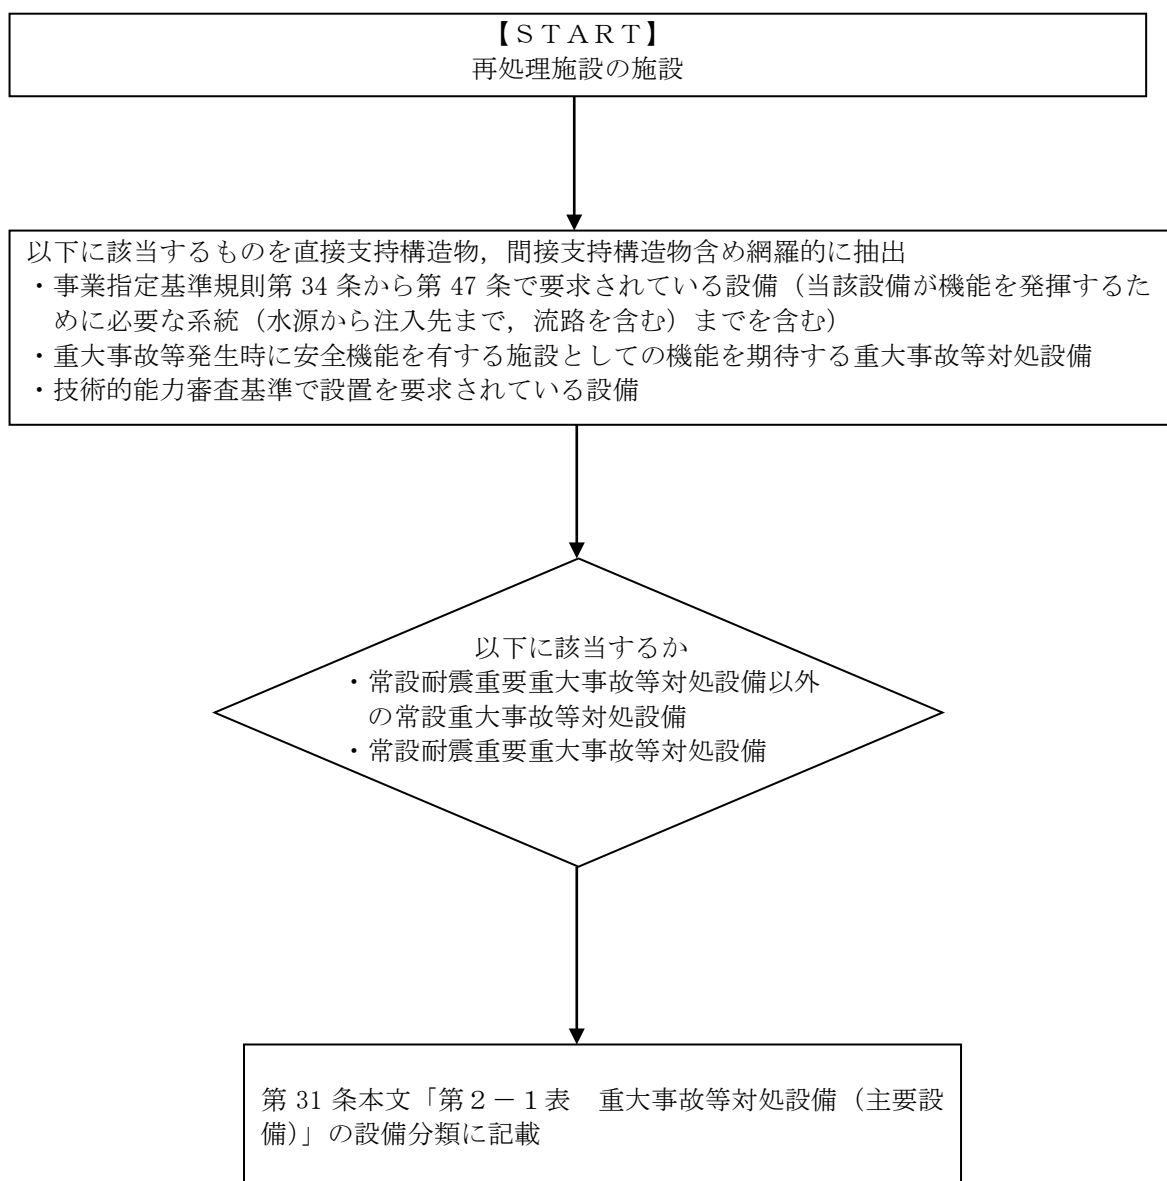 【ＳＴＡＲＴ】
再処理施設の施設
以下に該当するものを直接支持構造物，間接支持構造物含め網羅的に抽出
・事業指定基準規則第 34 条から第 47 条で要求されている設備（当該設備が機能を発揮するた
めに必要な系統（水源から注入先まで，流路を含む）までを含む）
・重大事故等発生時に安全機能を有する施設としての機能を期待する重大事故等対処設備
・技術的能力審査基準で設置を要求されている設備
以下に該当するか
・常設耐震重要重大事故等対処設備以外
の常設重大事故等対処設備
・常設耐震重要重大事故等対処設備
第 31 条本文「第２－１表　重大事故等対処設備（主要設
備）」の設備分類に記載